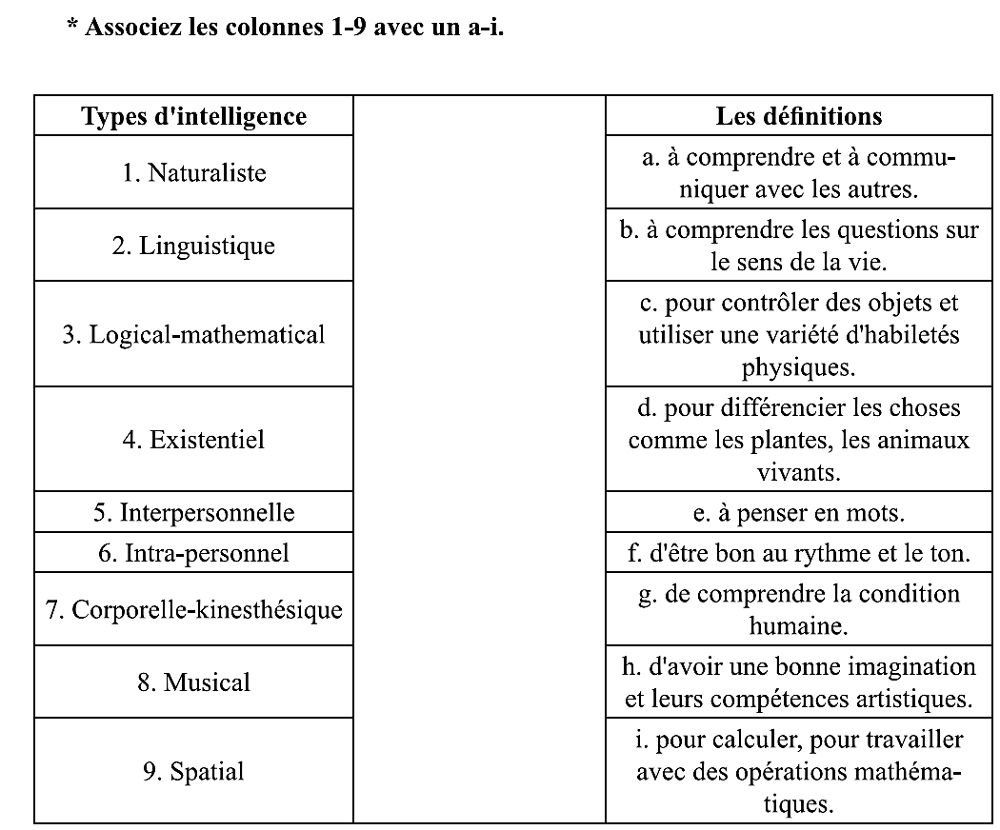 * Associez les colonnes 1-9 avec un a-i.
Types d'intelligence
Les définitions
1. Naturaliste
a. à comprendre et à commu-
niquer avec les autres.
2. Linguistique
b. à comprendre les questions sur
le sens de la vie.
3. Logical-mathematical
c. pour contrôler des objets et
utiliser une variété d'habiletés
physiques.
4. Existentiel
d. pour différencier les choses
comme les plantes, les animaux
vivants.
5. Interpersonnelle
e. à penser en mots.
6. Intra-personnel
f. d'être bon au rythme et le ton.
7. Corporelle-kinesthésique
g. de comprendre la condition
humaine.
8. Musical
h. d'avoir une bonne imagination
et leurs compétences artistiques.
9. Spatial
i. pour calculer, pour travailler
avec des opérations mathéma-
tiques.